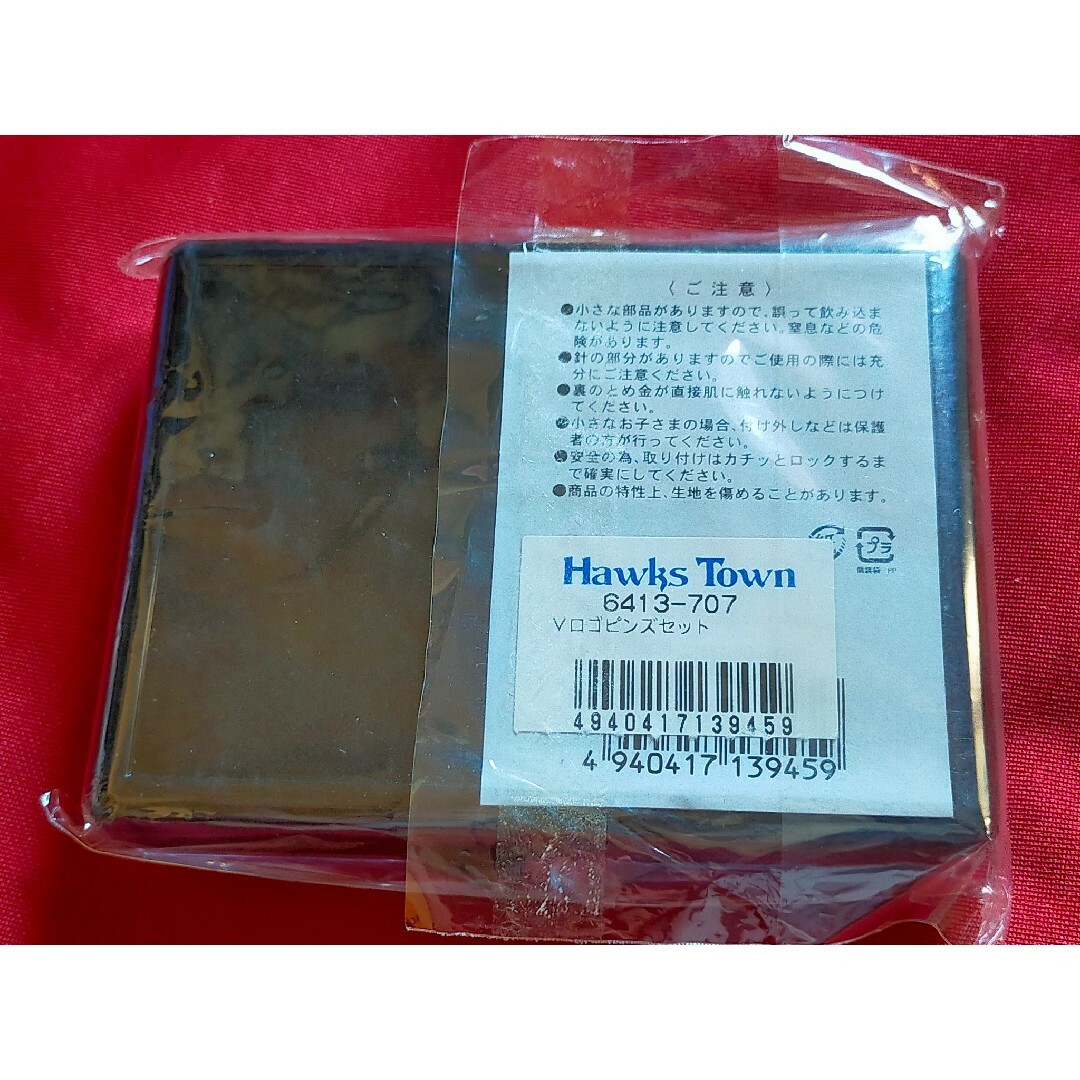 〈ご注意〉
●小さな部品がありますので、誤って飲み込ま
ないように注意してください。窒息などの危
険があります。
●針の部分がありますのでご使用の際には充
分にご注意ください。
●裏のとめ金が直接肌に触れないようにつけ
てください。
●小さなお子さまの場合、付け外しなどは保護
者の方が行ってください。
●安全の為、取り付けはカチッとロックするま
で確実にしてください。
●商品の特性上、生地を傷めることがあります。
プラ
個装袋:PP
Hawks Town
6413-707
Vロゴピンズセット
4940417139459
4 940417 139459